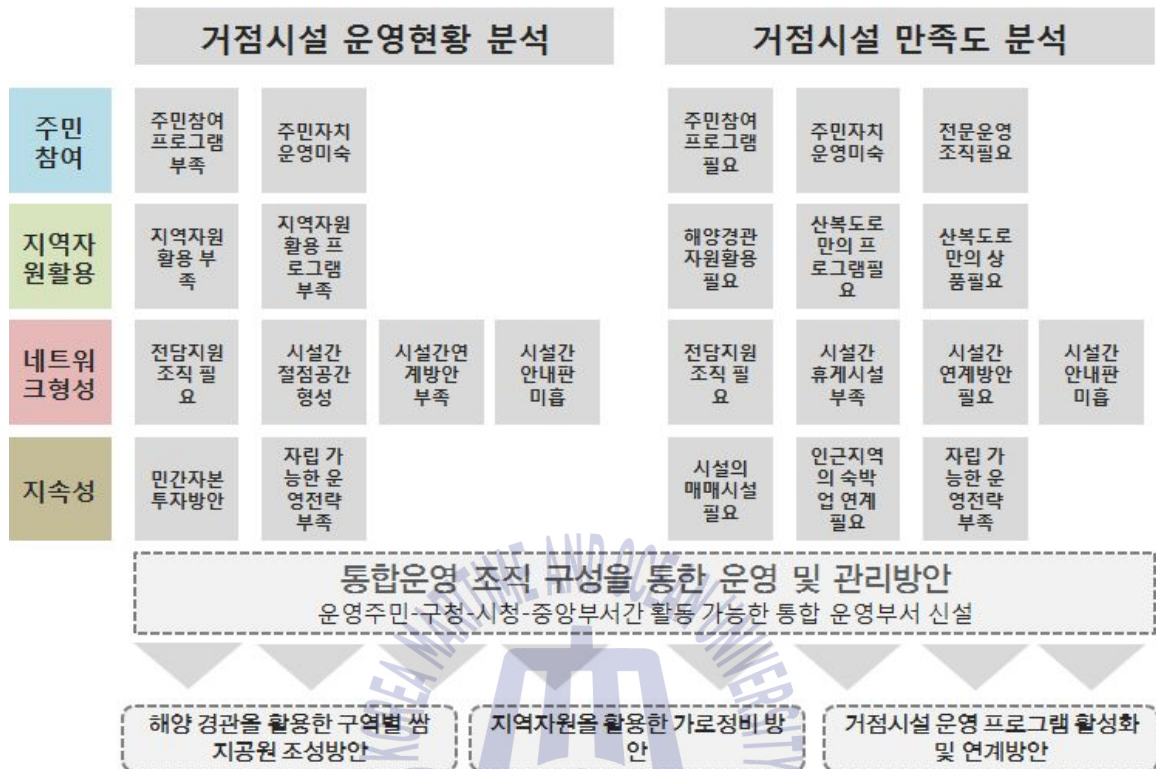 거점시설 운영현황 분석
거점시설 만족도 분석
주민
참여
주민참여
프로그램
부족
주민자치
운영미숙
주민참여
프로그램
필요
주민자치
운영미숙
전문운영
조직필요
지역자
원활용
지역자원
활용 부
족
지역자원
활용 프
로그램
부족
해양경관
자원활용
필요
산복도로
만의 프
로그램필
요
산복도로
만의 상
품필요
네트워
크형성
전담지원
조직 필
요
시설간
절점공간
형성
시설간연
계방안
부족
시설간
안내판
미흡
전담지원
조직 필
요
시설간
휴게시설
부족
시설간
연계방안
필요
시설간
안내판
미흡
지속성
민간자본
투자방안
자립 가
능한 운
영전략
부족
시설의
매매시설
필요
인근지역
의 숙박
업 연계
필요
자립 가
능한 운
영전략
부족
통합운영 조직 구성을 통한 운영 및 관리방안
운영주민-구청-시청-중앙부서간 활동 가능한 통합 운영부서 신설
해양 경관을 활용한 구역별 쌈
지공원 조성방안
지역자원을 활용한 가로정비 방
안
거점시설 운영 프로그램 활성화
및 연계방안
KOREA MARITIME AND OCEAN UNIVERSITY